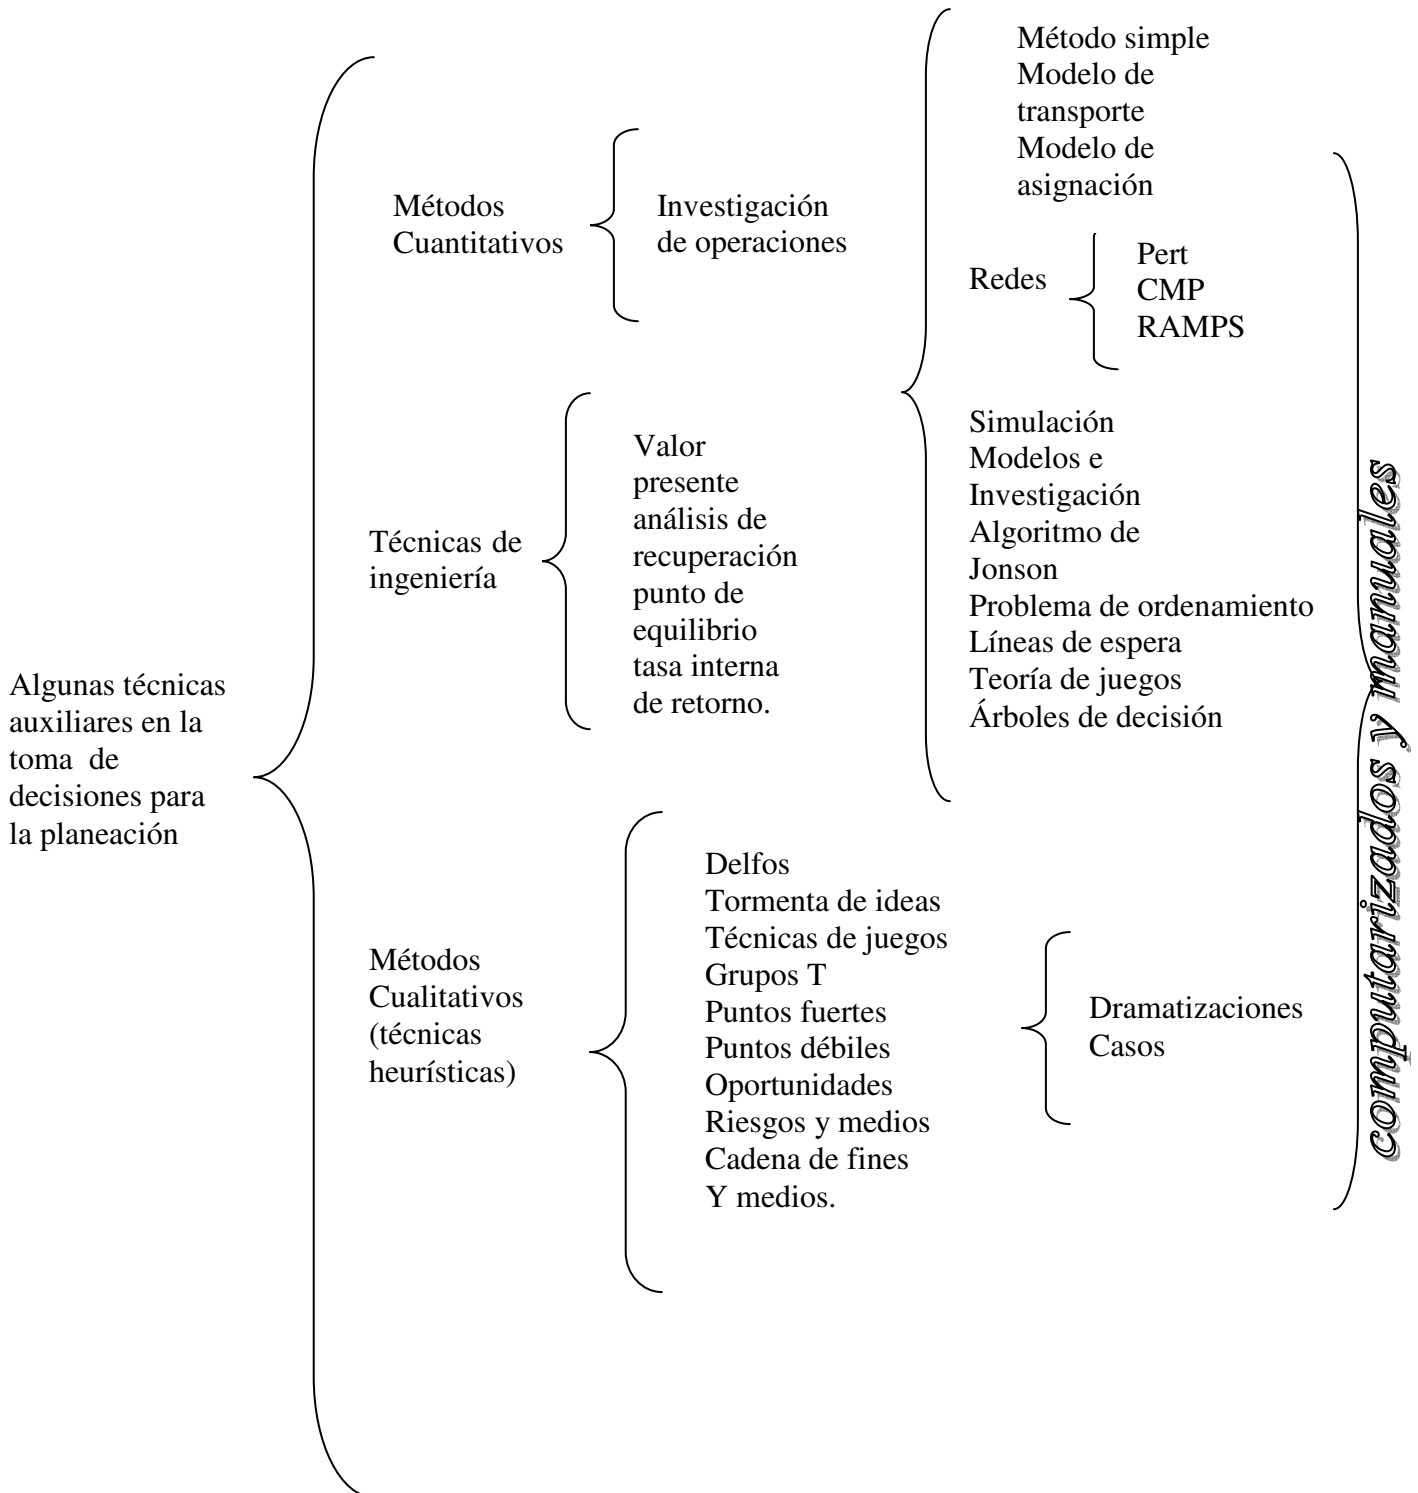 Algunas técnicas
auxiliares en la
toma de
decisiones para
la planeación
Métodos
Cuantitativos
Investigación
de operaciones
Método simple
Modelo de
transporte
Modelo de
asignación
Redes
Pert
CMP
RAMPS
Simulación
Modelos e
Investigación
Algoritmo de
Jonson
Problema de ordenamiento
Líneas de espera
Teoría de juegos
Árboles de decisión
Técnicas de
ingeniería
Valor
presente
análisis de
recuperación
punto de
equilibrio
tasa interna
de retorno.
Métodos
Cualitativos
(técnicas
heurísticas)
Delfos
Tormenta de ideas
Técnicas de juegos
Grupos T
Puntos fuertes
Puntos débiles
Oportunidades
Riesgos y medios
Cadena de fines
Y medios.
Dramatizaciones
Casos
computarizados y manuales